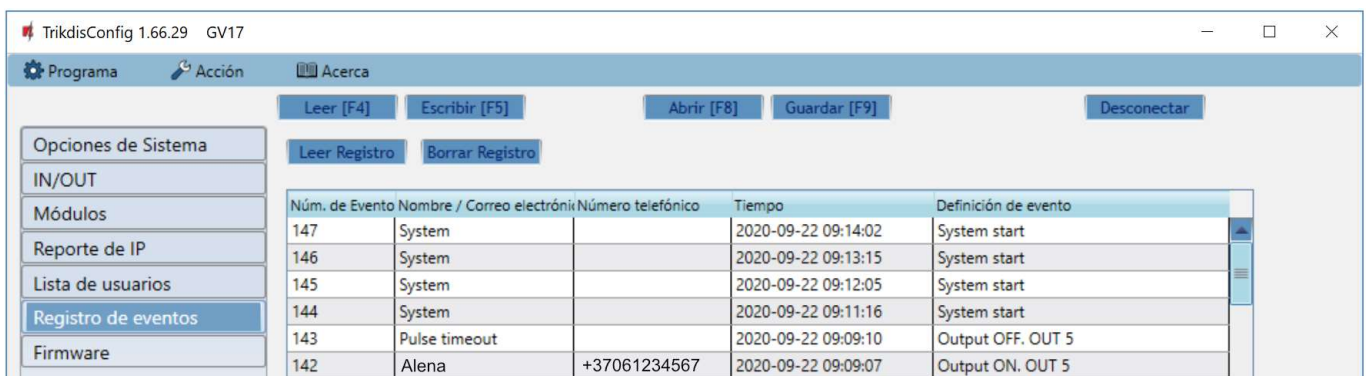 TrikdisConfig 1.66.29 GV17
Programa Acción Acerca
Leer [F4] Escribir [F5] Abrir [F8] Guardar [F9] Desconectar
Opciones de Sistema
IN/OUT
Módulos
Reporte de IP
Lista de usuarios
Registro de eventos
Firmware
Leer Registro Borrar Registro
Núm. de Evento Nombre / Correo electróni Número telefónico Tiempo Definición de evento
147 System 2020-09-22 09:14:02 System start
146 System 2020-09-22 09:13:15 System start
145 System 2020-09-22 09:12:05 System start
144 System 2020-09-22 09:11:16 System start
143 Pulse timeout 2020-09-22 09:09:10 Output OFF. OUT 5
142 Alena +37061234567 2020-09-22 09:09:07 Output ON. OUT 5